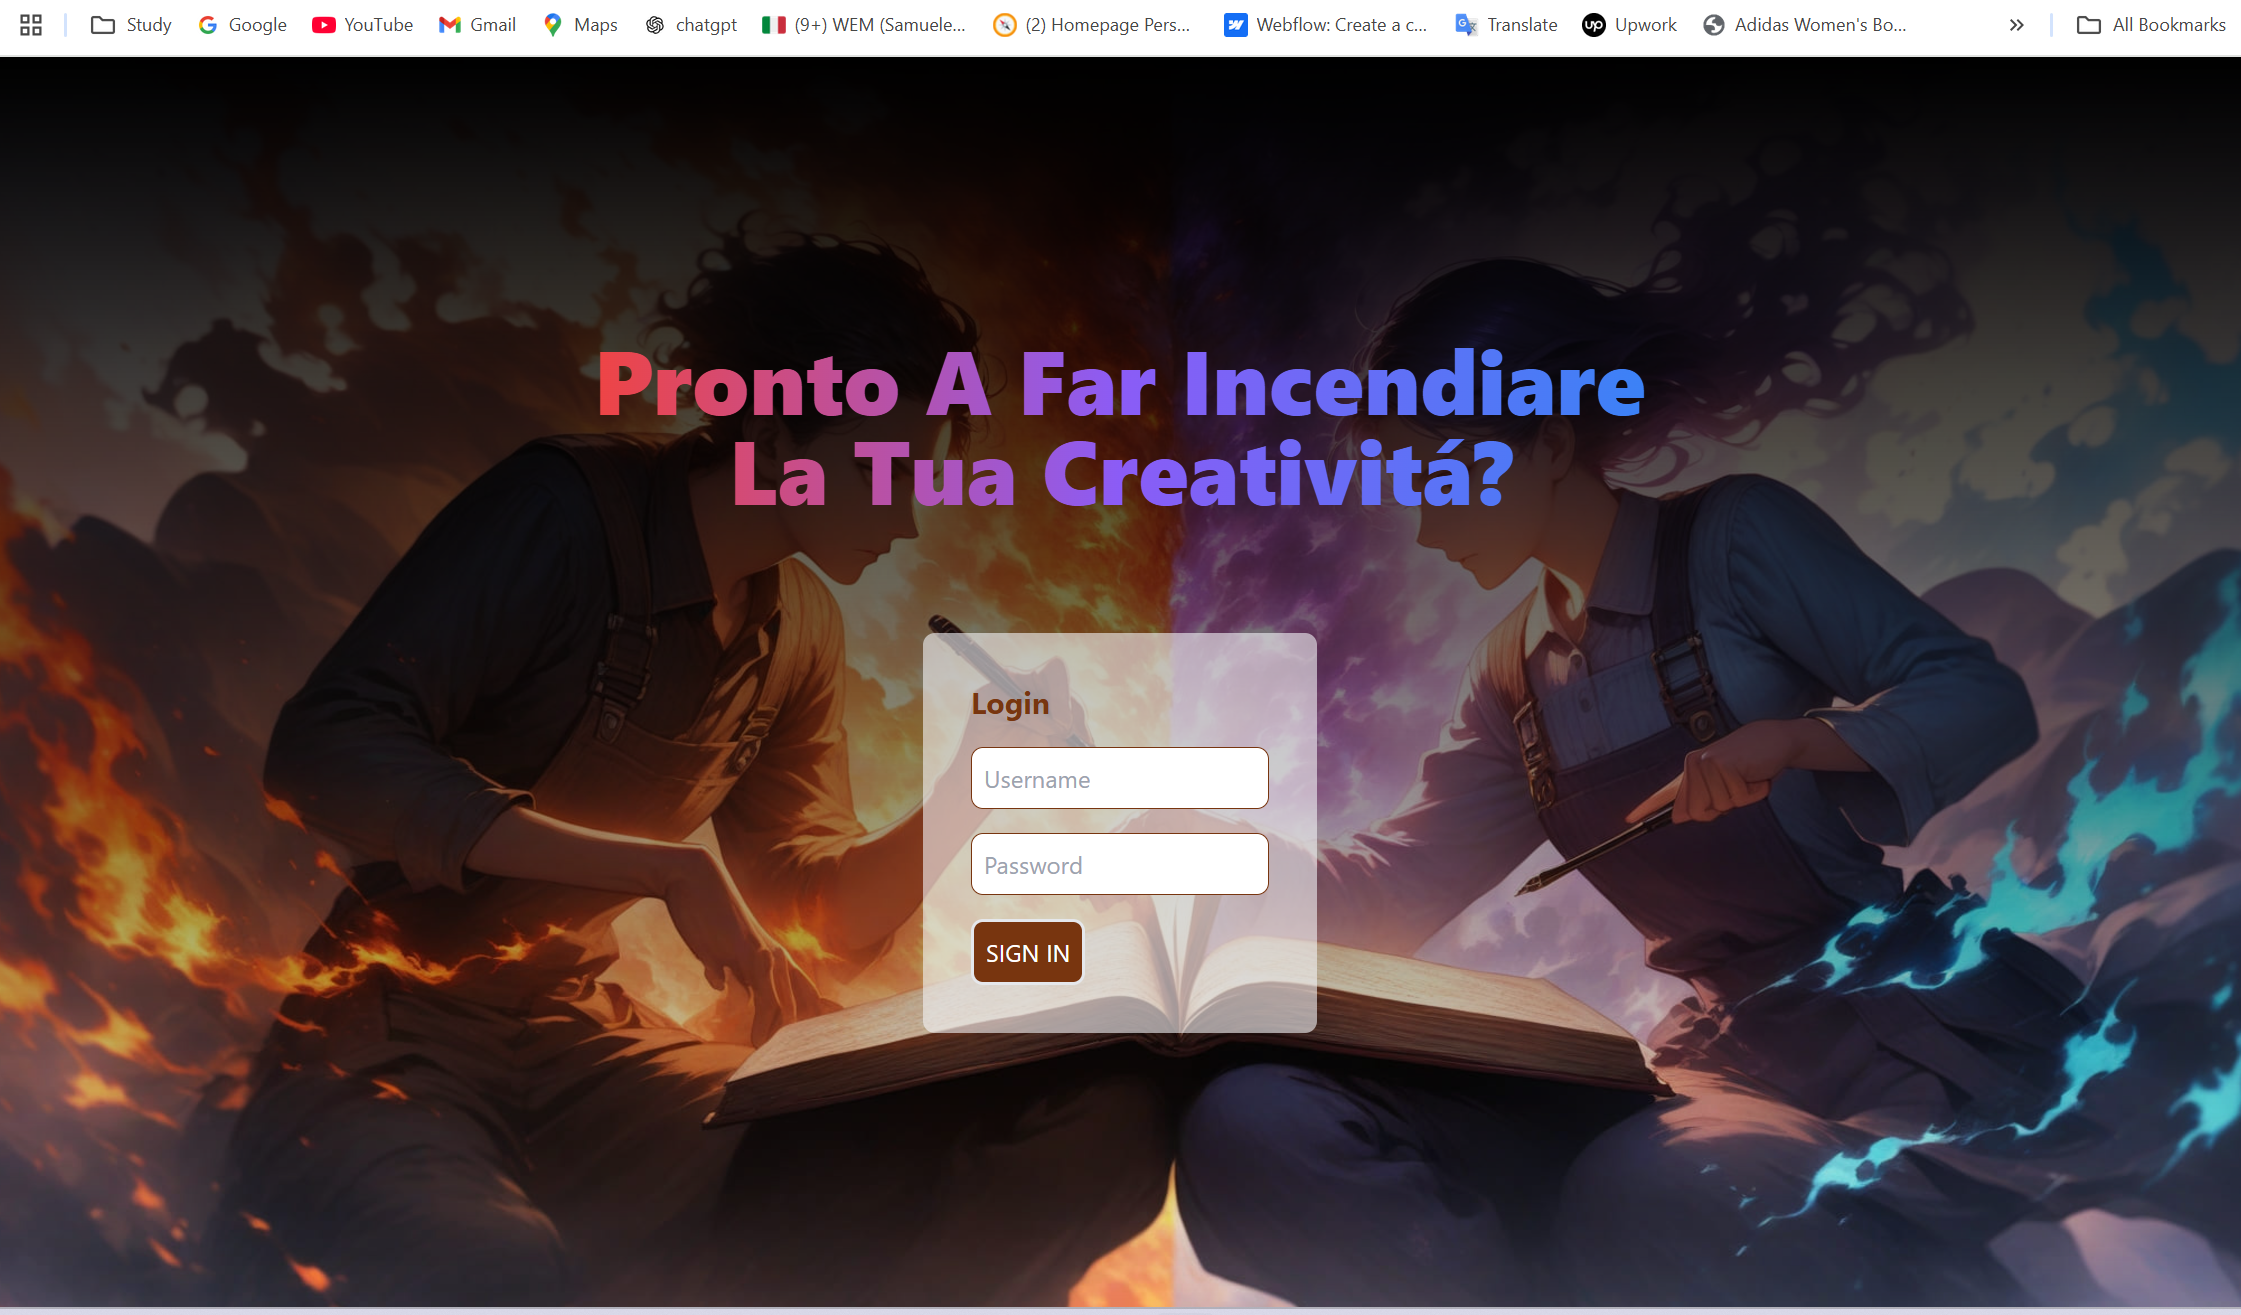 Study Google YouTube Gmail Maps chatgpt (9+) WEM (Samuele... (2) Homepage Pers... Webflow: Create a c... Translate up Upwork Adidas Women's Bo... All Bookmarks
Pronto A Far Incendiare
La Tua Creativitá?
Login
Username
Password
SIGN IN